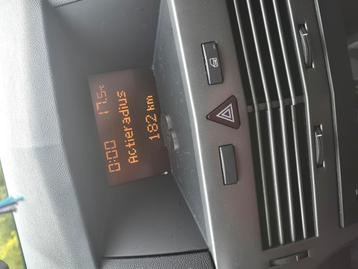 0:00 17.5°C
Actieradius
182 km